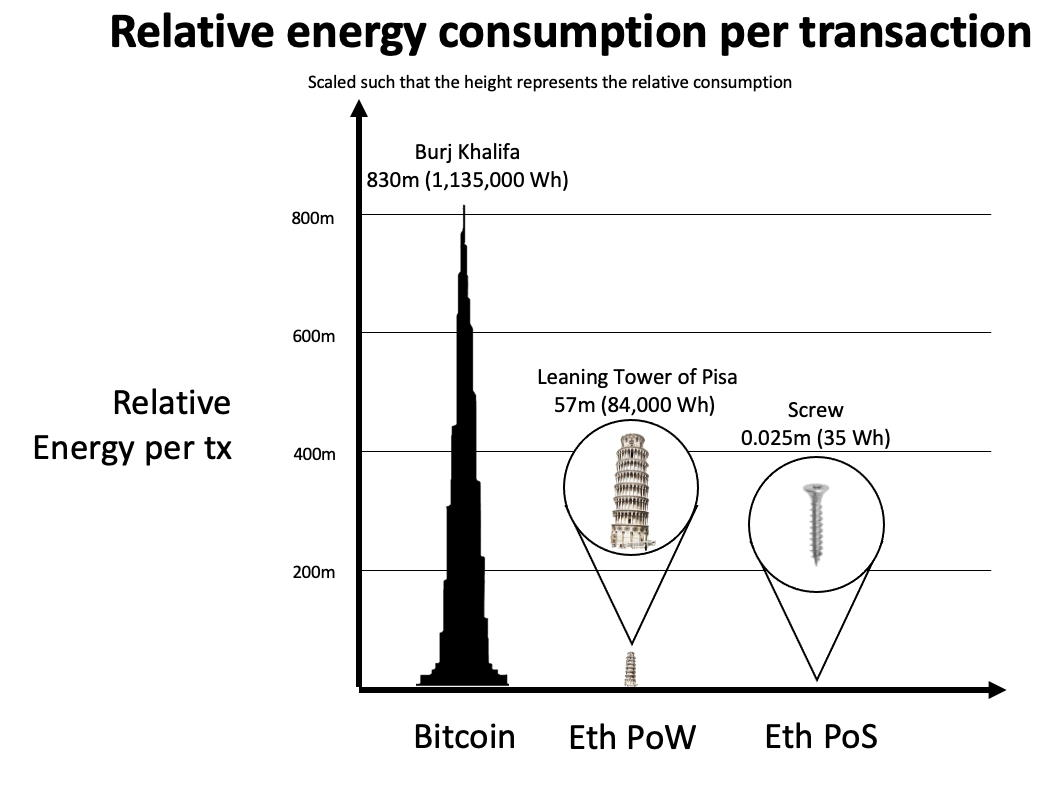 Relative energy consumption per transaction
Scaled such that the height represents the relative consumption
Burj Khalifa
830m (1,135,000 Wh)
800m
600m
Leaning Tower of Pisa
57m (84,000 Wh)
Screw
0.025m (35 Wh)
Relative
Energy per tx
400m
200m
Bitcoin
Eth PoW
Eth PoS